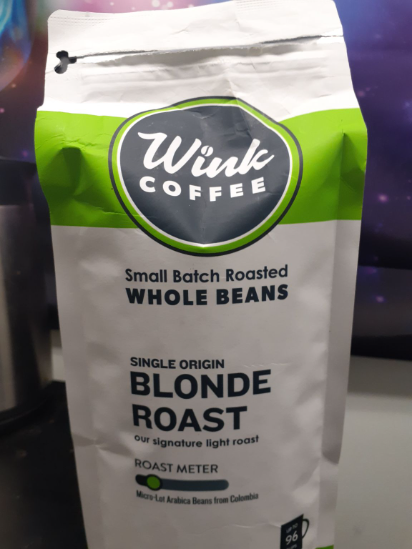 Wink
COFFEE
Small Batch Roasted
WHOLE BEANS
SINGLE ORIGIN
BLONDE
ROAST
our signature light roast
ROAST METER
Micro-Lot Arabica Beans from Colombia
96